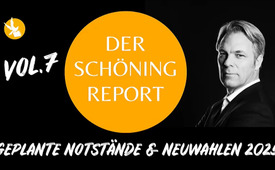 VOL.7
DER
SCHÖNING
REPORT
GEPLANTE NOTSTÄNDE & NEUWAHLEN 2025